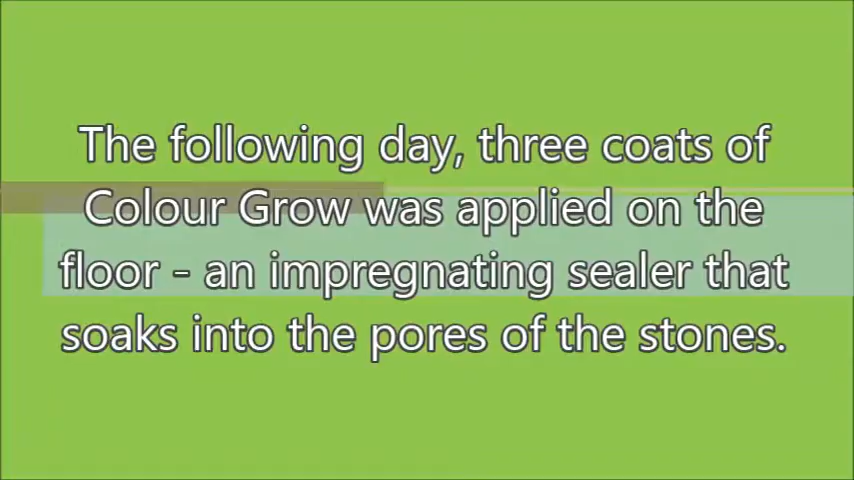 The following day, three coats of
Colour Grow was applied on the
floor - an impregnating sealer that
soaks into the pores of the stones.